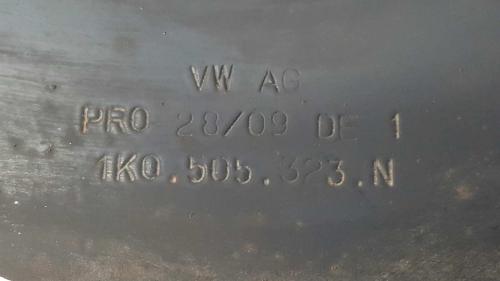 VW AG
PRO 28/09 DE 1
1K0.505.323.N